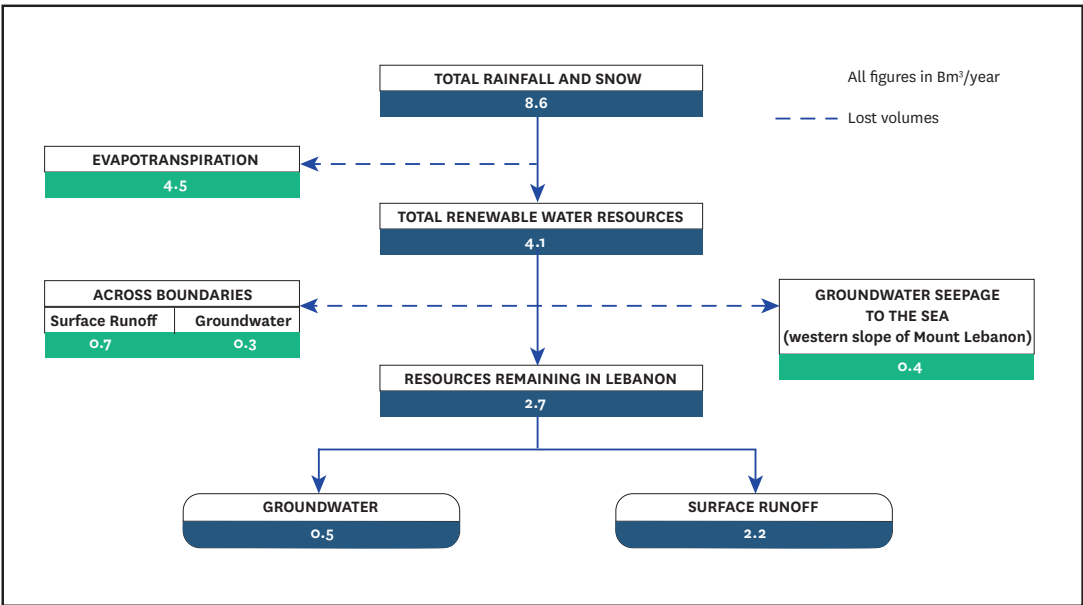 TOTAL RAINFALL AND SNOW
8.6
All figures in Bm³/year
Lost volumes
EVAPOTRANSPIRATION
4.5
TOTAL RENEWABLE WATER RESOURCES
4.1
ACROSS BOUNDARIES
Surface Runoff Groundwater
0.7 0.3
GROUNDWATER SEEPAGE
TO THE SEA
(western slope of Mount Lebanon)
0.4
RESOURCES REMAINING IN LEBANON
2.7
GROUNDWATER
0.5
SURFACE RUNOFF
2.2